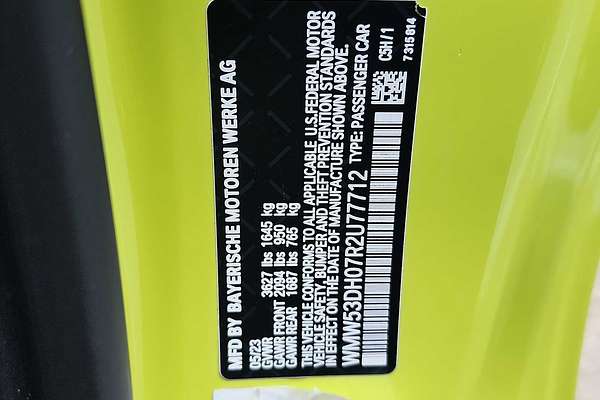 MFD BY BAYERISCHE MOTOREN WERKE AG
05/23
GVWR 3627 lbs 1645 kg
GAWR FRONT 2094 lbs 950 kg
GAWR REAR 1687 lbs 765 kg
THIS VEHICLE CONFORMS TO ALL APPLICABLE U.S. FEDERAL MOTOR
VEHICLE SAFETY, BUMPER AND THEFT PREVENTION STANDARDS
IN EFFECT ON THE DATE OF MANUFACTURE SHOWN ABOVE.
WMW53DH07R2U77712 TYPE: PASSENGER CAR
C5H/1
7 315 814